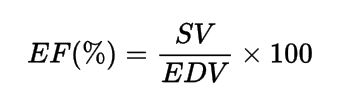 EF(%) = SV/EDV × 100